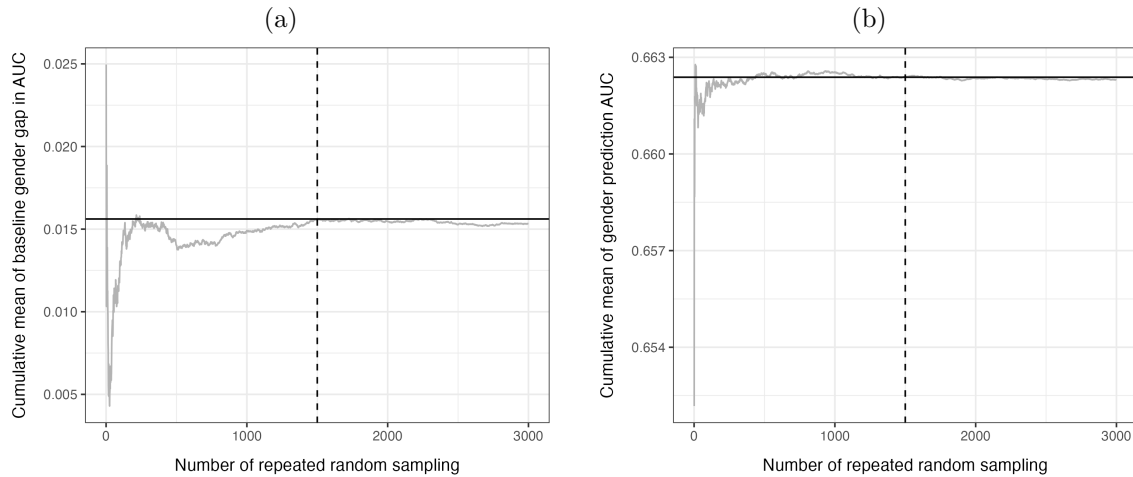 (a)
Cumulative mean of baseline gender gap in AUC
0.025
0.020
0.015
0.010
0.005
0
1000
2000
3000
Number of repeated random sampling
(b)
Cumulative mean of gender prediction AUC
0.663
0.660
0.657
0.654
0
1000
2000
3000
Number of repeated random sampling